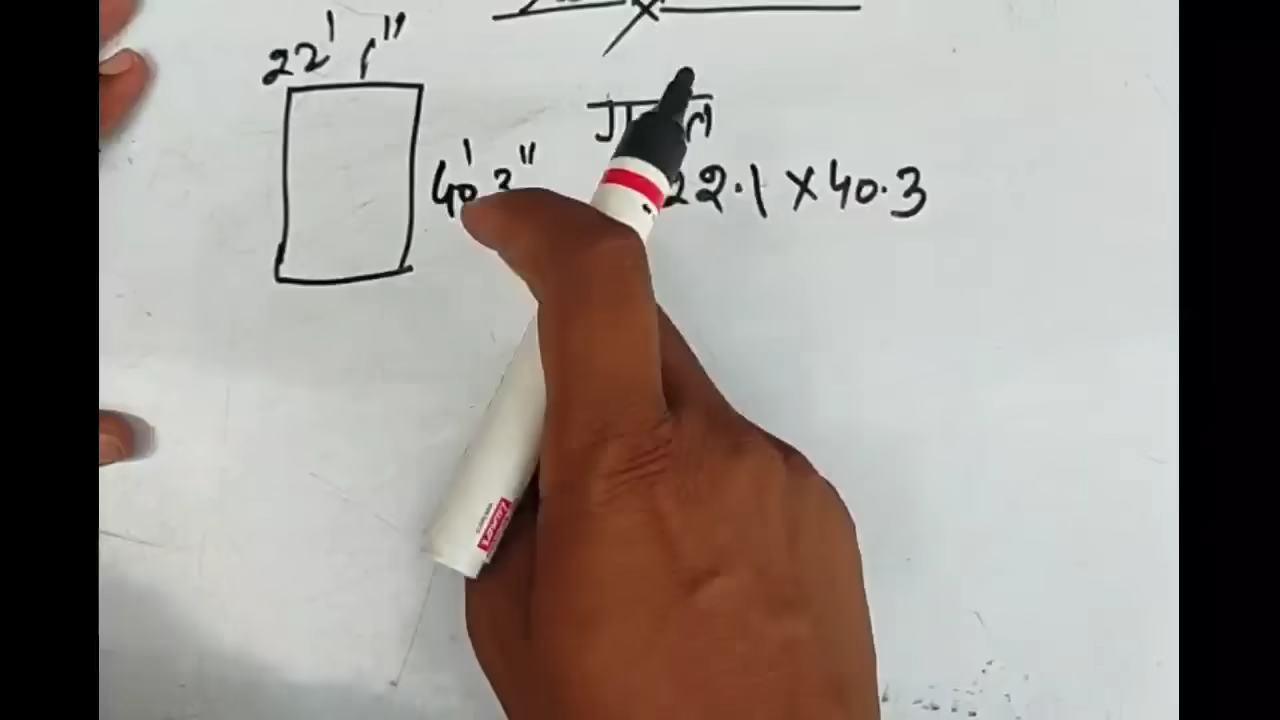 22' 1"
40' 3"
22.1 × 40.3